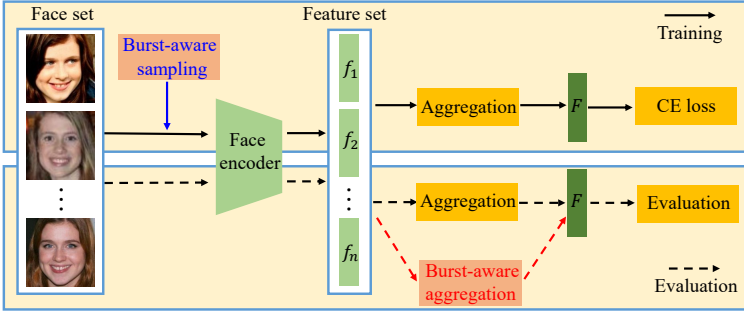 Face set
Feature set
Burst-aware
sampling
Training
f1
Aggregation
F
CE loss
Face
encoder
f2
Aggregation
F
Evaluation
fn
Burst-aware
aggregation
Evaluation